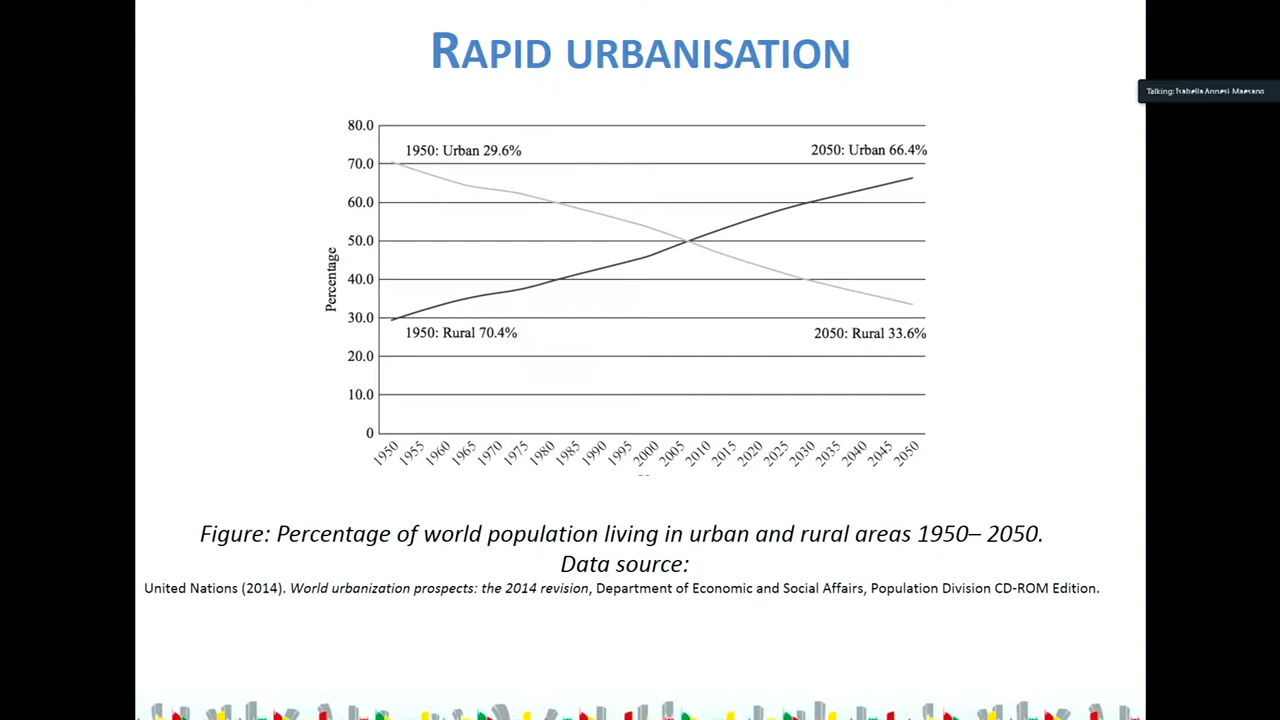 RAPID URBANISATION
Talking: Isabella Annesi-Maesano
80.0
1950: Urban 29.6%
2050: Urban 66.4%
70.0
60.0
50.0
40.0
30.0
1950: Rural 70.4%
2050: Rural 33.6%
20.0
10.0
0
Percentage
1950 1955 1960 1965 1970 1975 1980 1985 1990 1995 2000 2005 2010 2015 2020 2025 2030 2035 2040 2045 2050
Figure: Percentage of world population living in urban and rural areas 1950– 2050.
Data source:
United Nations (2014). World urbanization prospects: the 2014 revision, Department of Economic and Social Affairs, Population Division CD-ROM Edition.